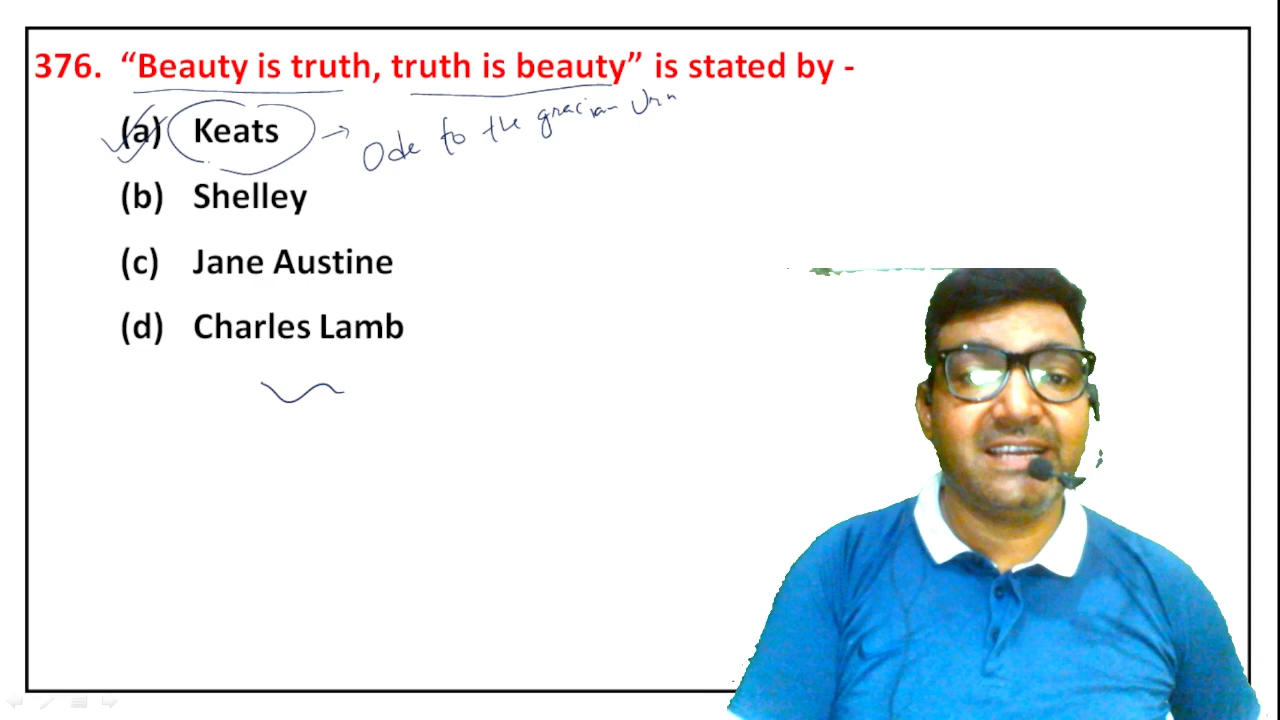 376. “Beauty is truth, truth is beauty” is stated by -
(a) Keats → Ode to the gracian Urn
(b) Shelley
(c) Jane Austine
(d) Charles Lamb